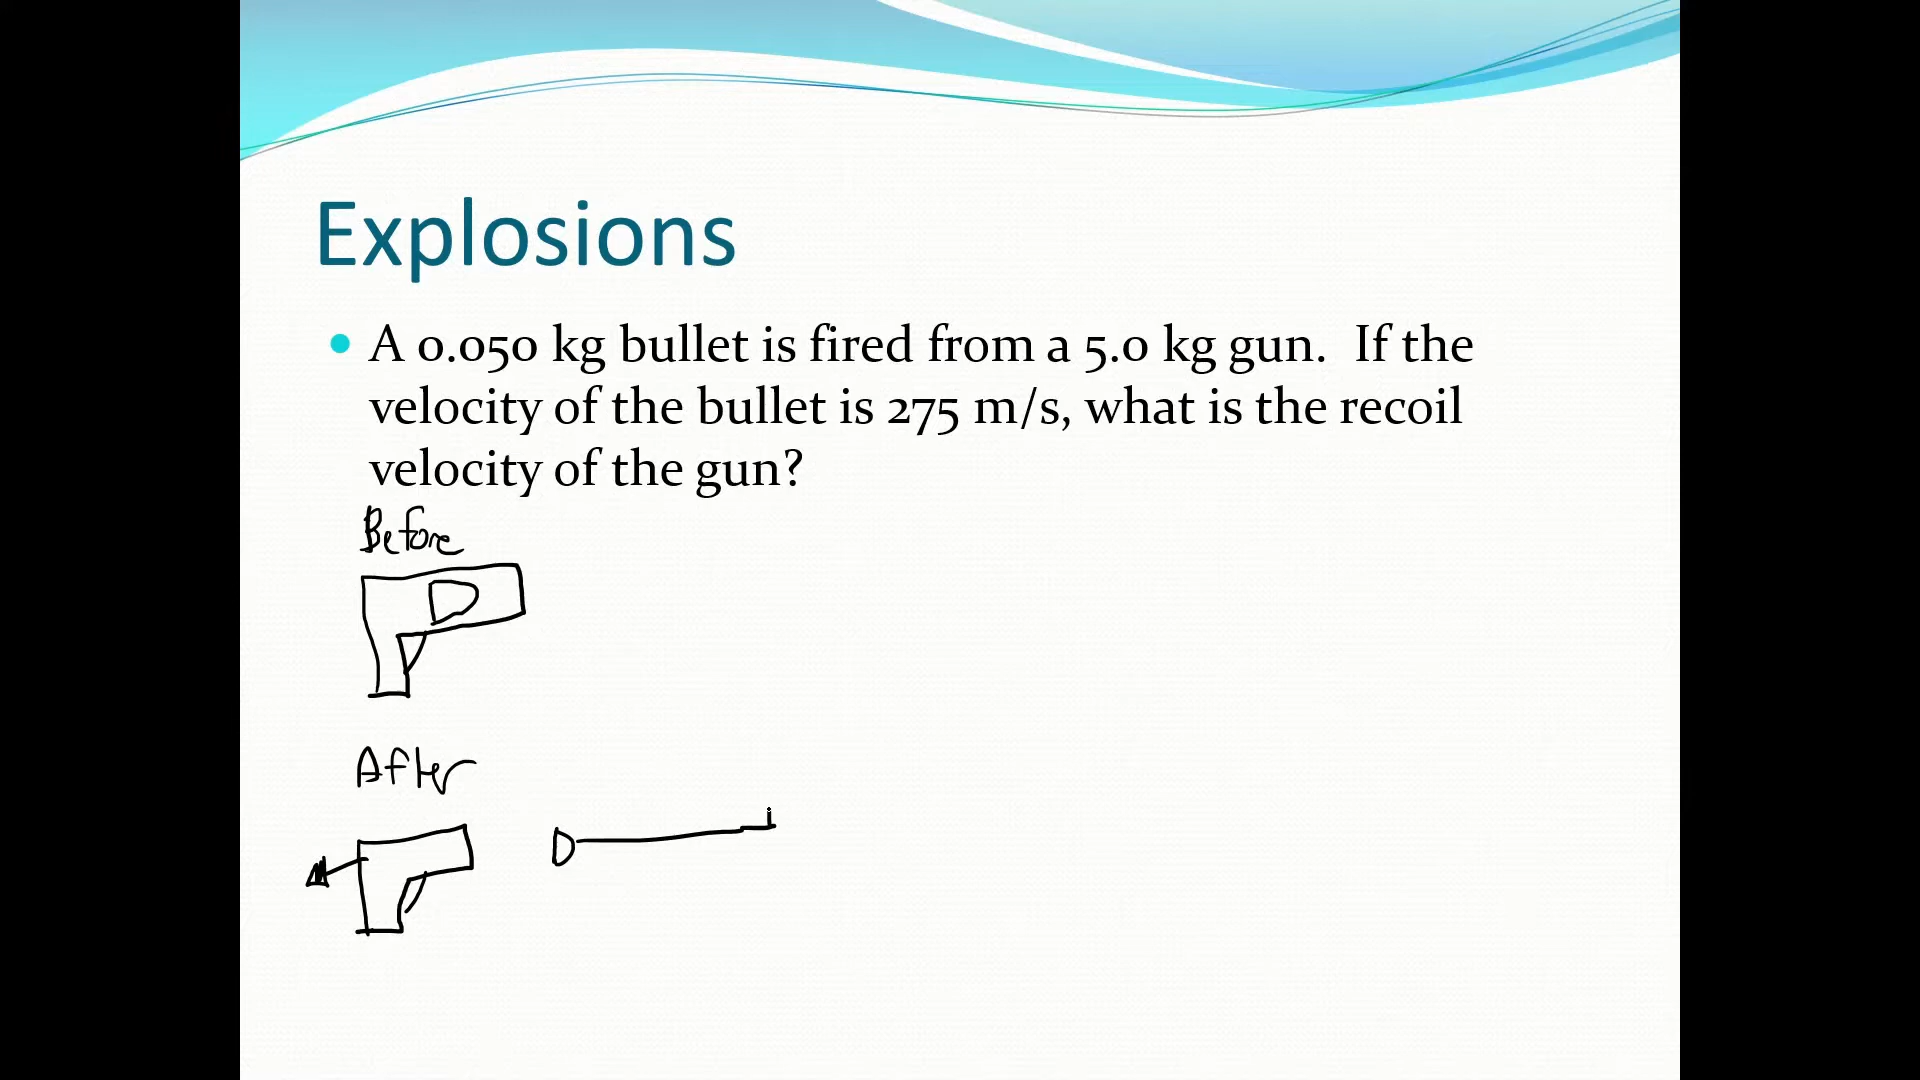 Explosions
A 0.050 kg bullet is fired from a 5.0 kg gun. If the
velocity of the bullet is 275 m/s, what is the recoil
velocity of the gun?
Before
After